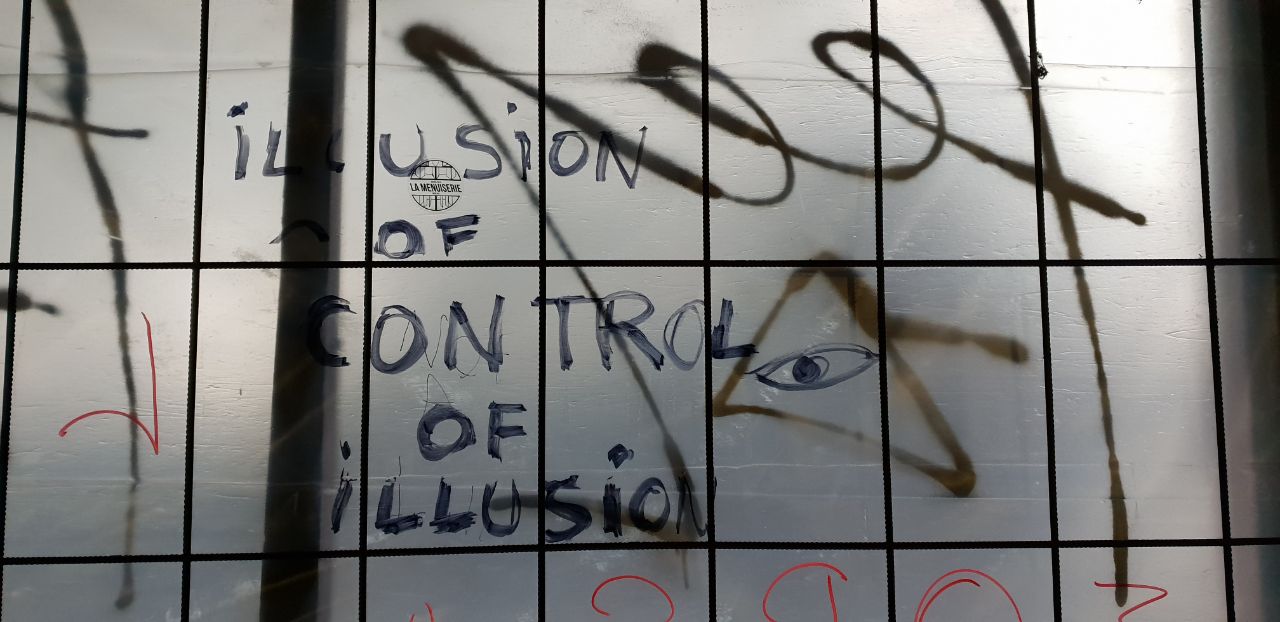 iLLUSiON
LA MENUISERIE
OF
CONTROL
OF
iLLUSiON